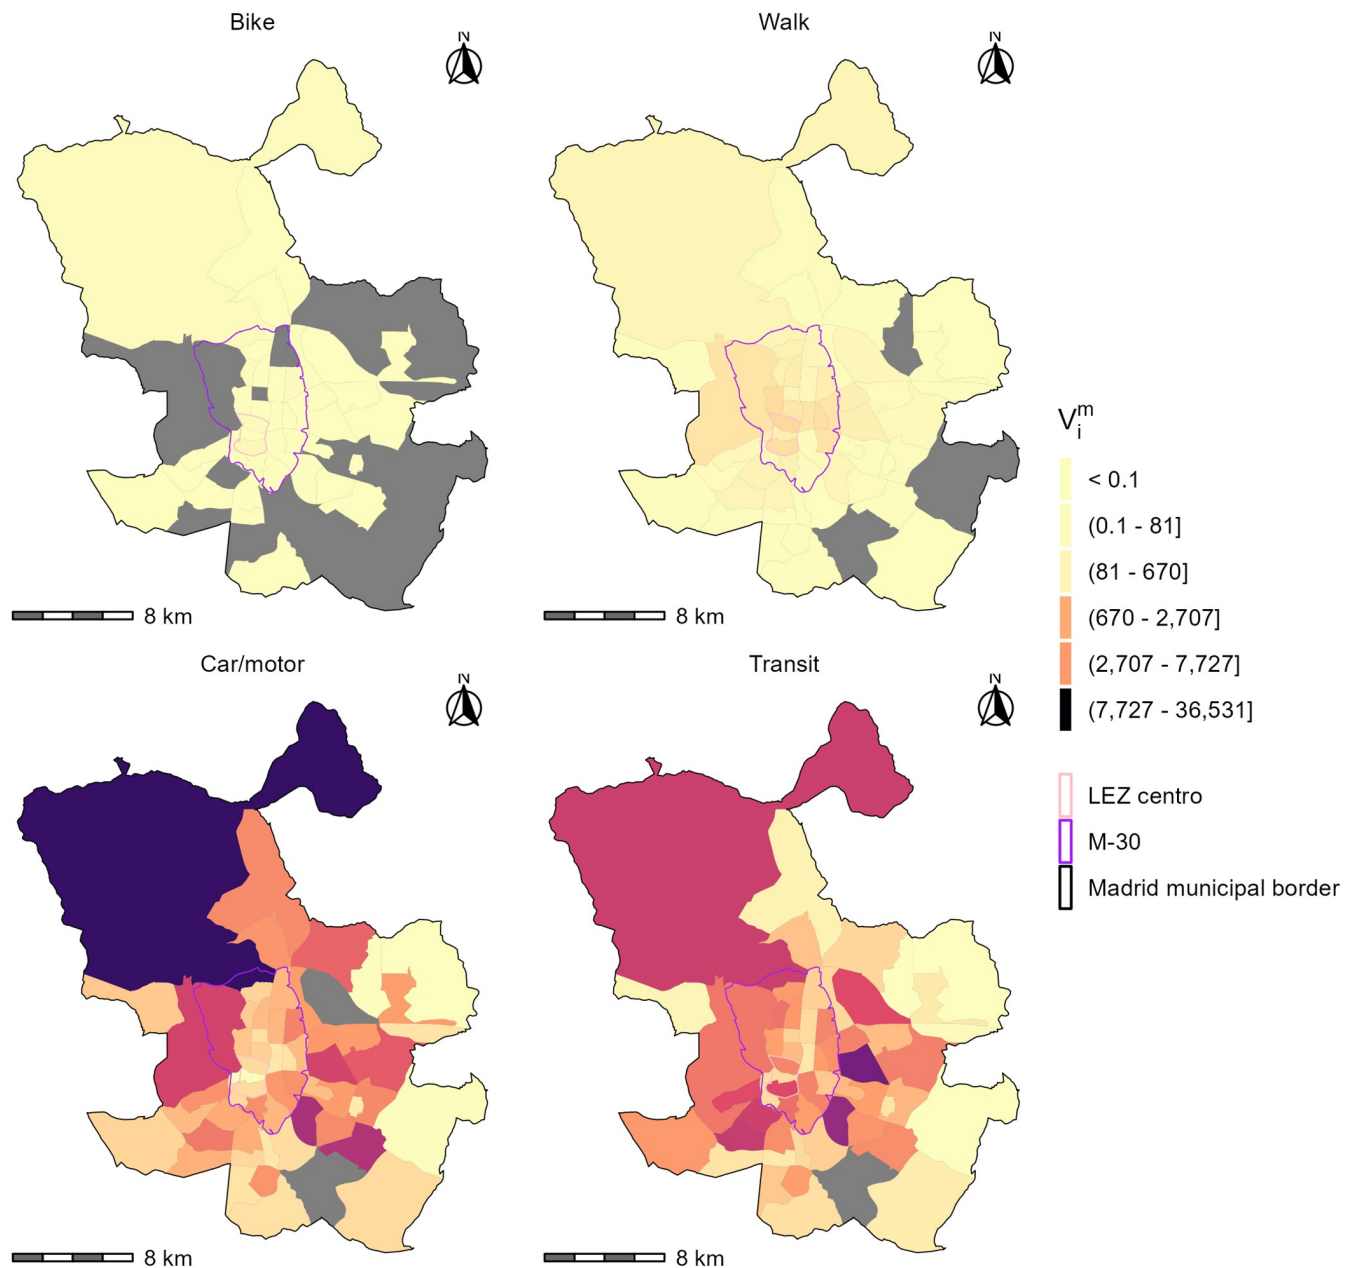 Bike
Walk
N
N
8 km
8 km
Car/motor
Transit
N
N
8 km
8 km
V_i^m
< 0.1
(0.1 - 81]
(81 - 670]
(670 - 2,707]
(2,707 - 7,727]
(7,727 - 36,531]
LEZ centro
M-30
Madrid municipal border